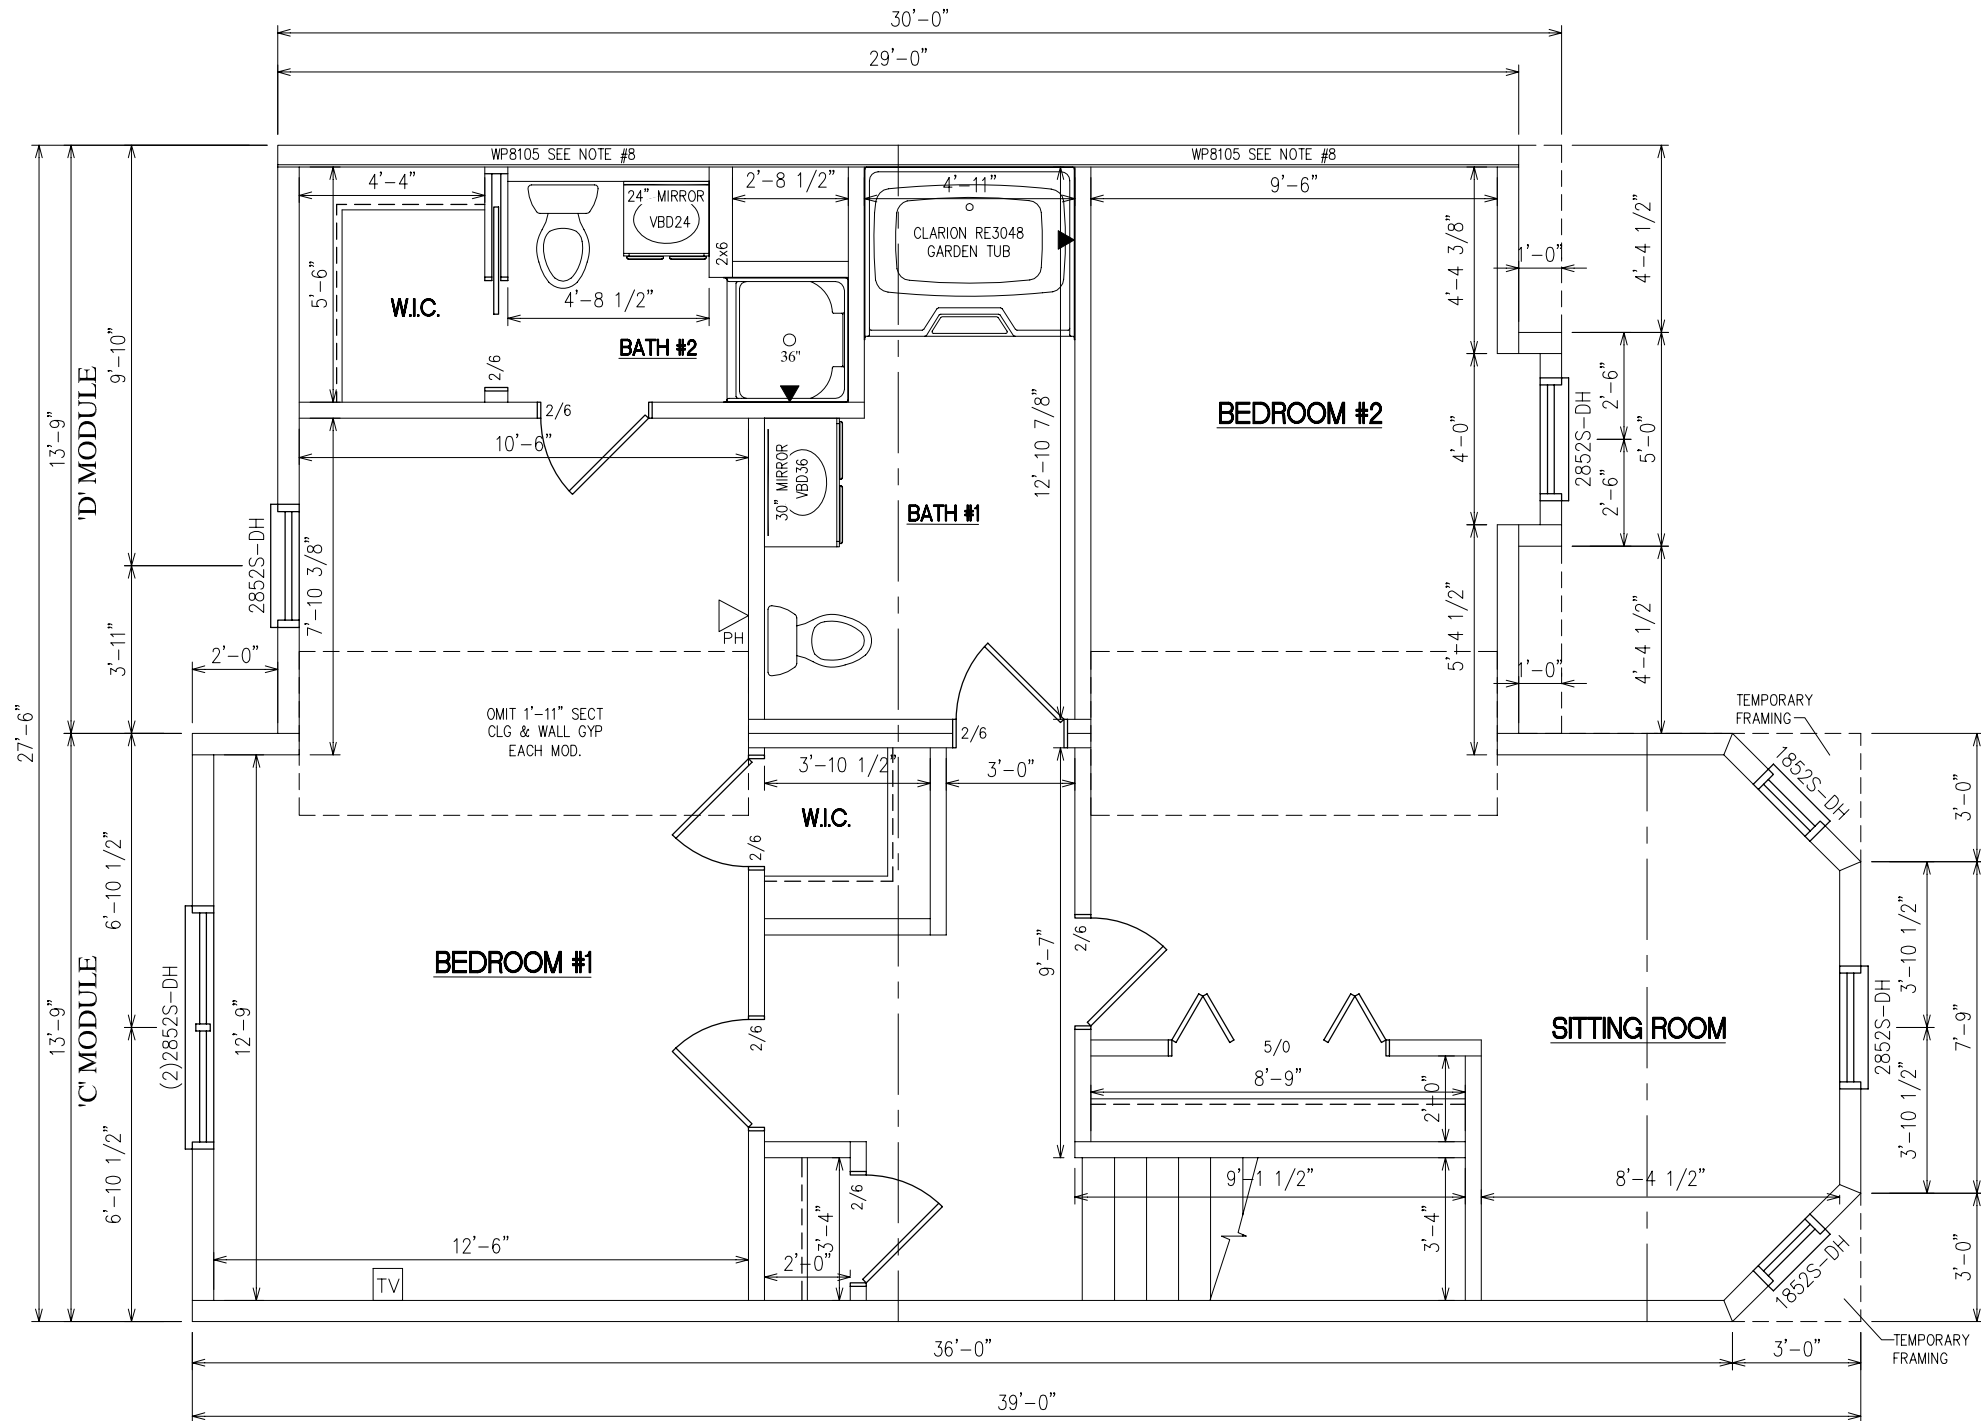 30'-0"
29'-0"
WP8105 SEE NOTE #8
WP8105 SEE NOTE #8
4'-4"
24" MIRROR
VBD24
2'-8 1/2"
4'-11"
9'-6"
CLARION RE3048
GARDEN TUB
2x6
4'-4 3/8"
1'-0"
4'-4 1/2"
5'-6"
W.I.C.
4'-8 1/2"
BATH #2
36"
2/6
2/6
9'-10"
'D' MODULE
13'-9"
10'-6"
30" MIRROR
VBD36
12'-10 7/8"
BEDROOM #2
4'-0"
2852S-DH
2'-6"
2'-6"
5'-0"
BATH #1
2852S-DH
7'-10 3/8"
3'-11"
2'-0"
PH
5'-4 1/2"
1'-0"
4'-4 1/2"
27'-6"
OMIT 1'-11" SECT
CLG & WALL GYP
EACH MOD.
2/6
TEMPORARY
FRAMING
3'-10 1/2"
3'-0"
1852S-DH
3'-0"
W.I.C.
2/6
6'-10 1/2"
BEDROOM #1
9'-7"
2/6
3'-10 1/2"
13'-9"
'C' MODULE
(2)2852S-DH
12'-9"
2/6
5/0
SITTING ROOM
2852S-DH
7'-9"
8'-9"
2'-0"
6'-10 1/2"
3'-10 1/2"
2/6
9'-1 1/2"
8'-4 1/2"
12'-6"
3'-4"
2'-0"
3'-4"
TV
1852S-DH
3'-0"
36'-0"
3'-0"
TEMPORARY
FRAMING
39'-0"